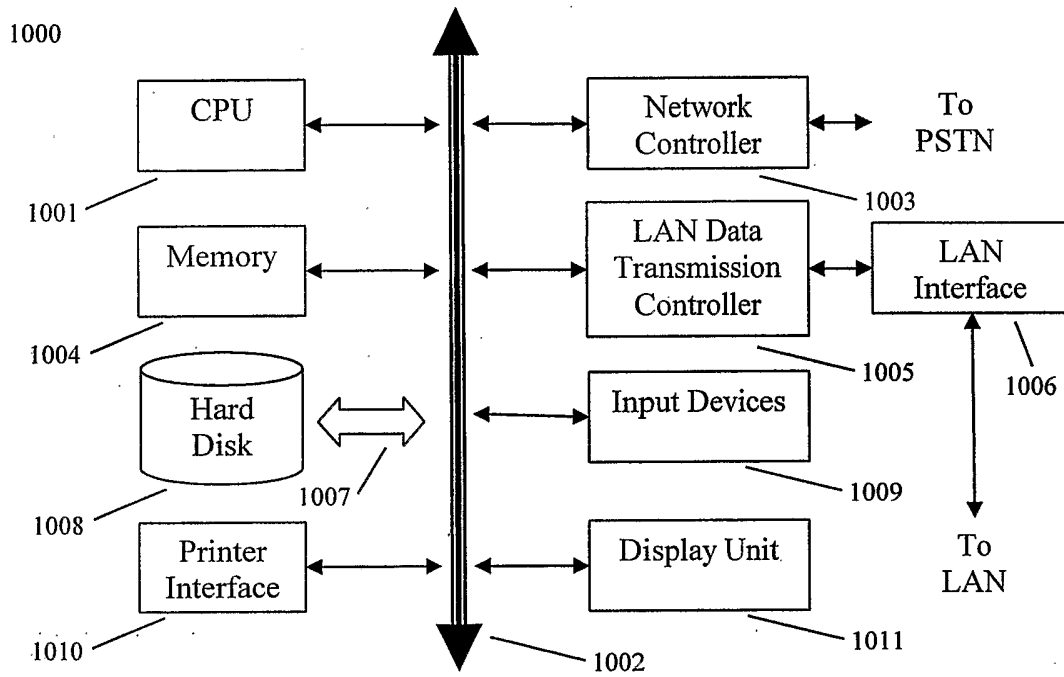 1000
CPU
1001
Network
Controller
1003
To
PSTN
Memory
1004
LAN Data
Transmission
Controller
1005
LAN
Interface
1006
Hard
Disk
1008
1007
Input Devices
1009
Printer
Interface
1010
Display Unit
1011
To
LAN
1002